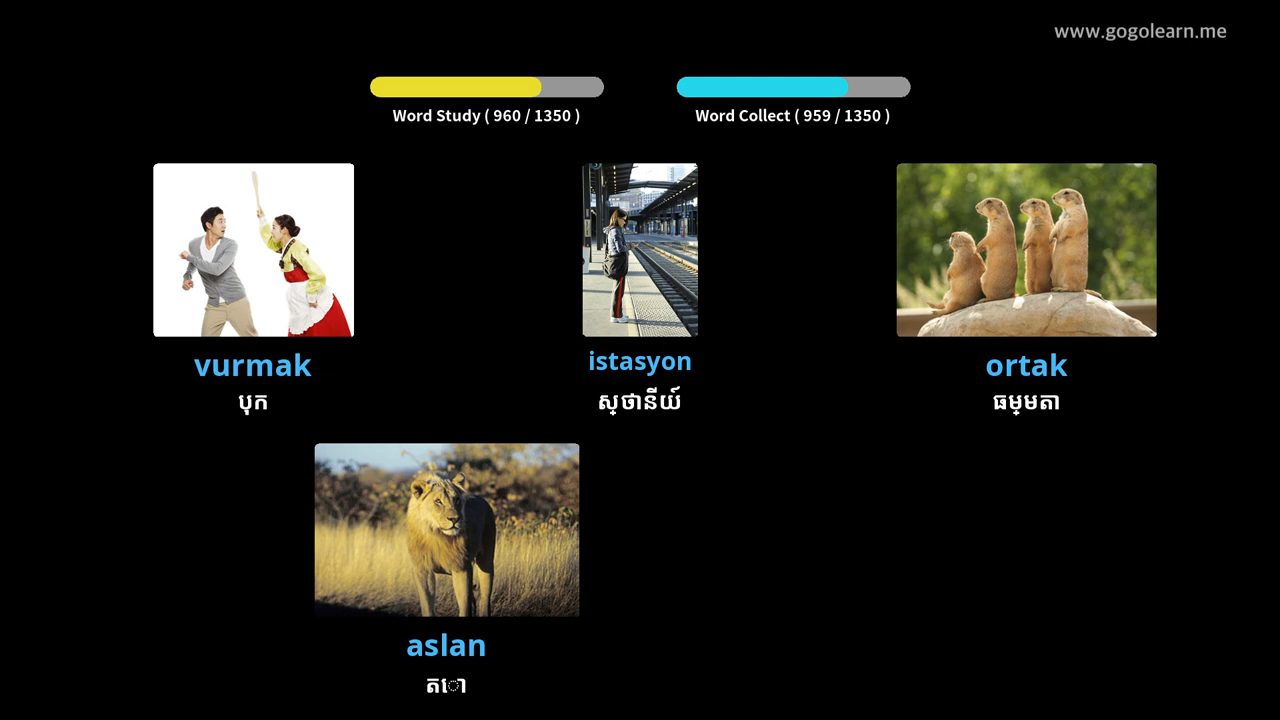 www.gogolearn.me
Word Study ( 960 / 1350 )
Word Collect ( 959 / 1350 )
vurmak
បុក
istasyon
ស្ថានីយ៍
ortak
ធម្មតា
aslan
តោ